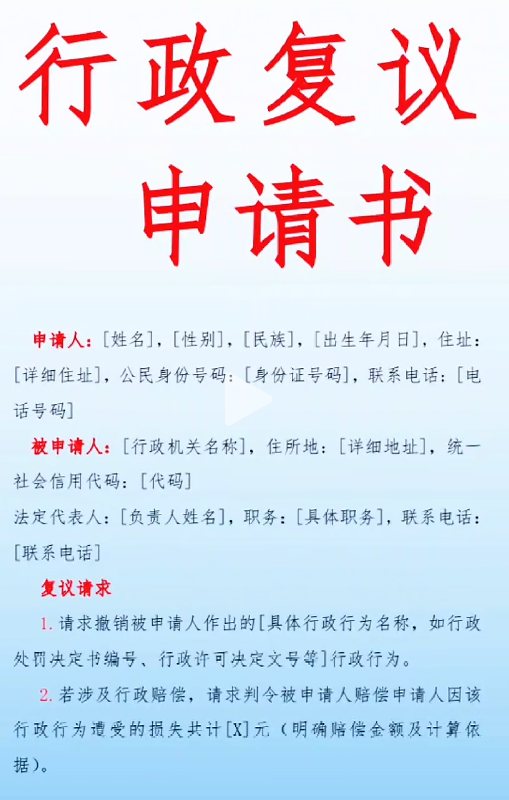 行政复议
申请书
申请人：[姓名]，[性别]，[民族]，[出生年月日]，住址：
[详细住址]，公民身份号码：[身份证号码]，联系电话：[电
话号码]
被申请人：[行政机关名称]，住所地：[详细地址]，统一
社会信用代码：[代码]
法定代表人：[负责人姓名]，职务：[具体职务]，联系电话：
[联系电话]
复议请求
1.请求撤销被申请人作出的[具体行政行为名称，如行政
处罚决定书编号、行政许可决定文号等]行政行为。
2.若涉及行政赔偿，请求判令被申请人赔偿申请人因该
行政行为遭受的损失共计[X]元（明确赔偿金额及计算依
据）。